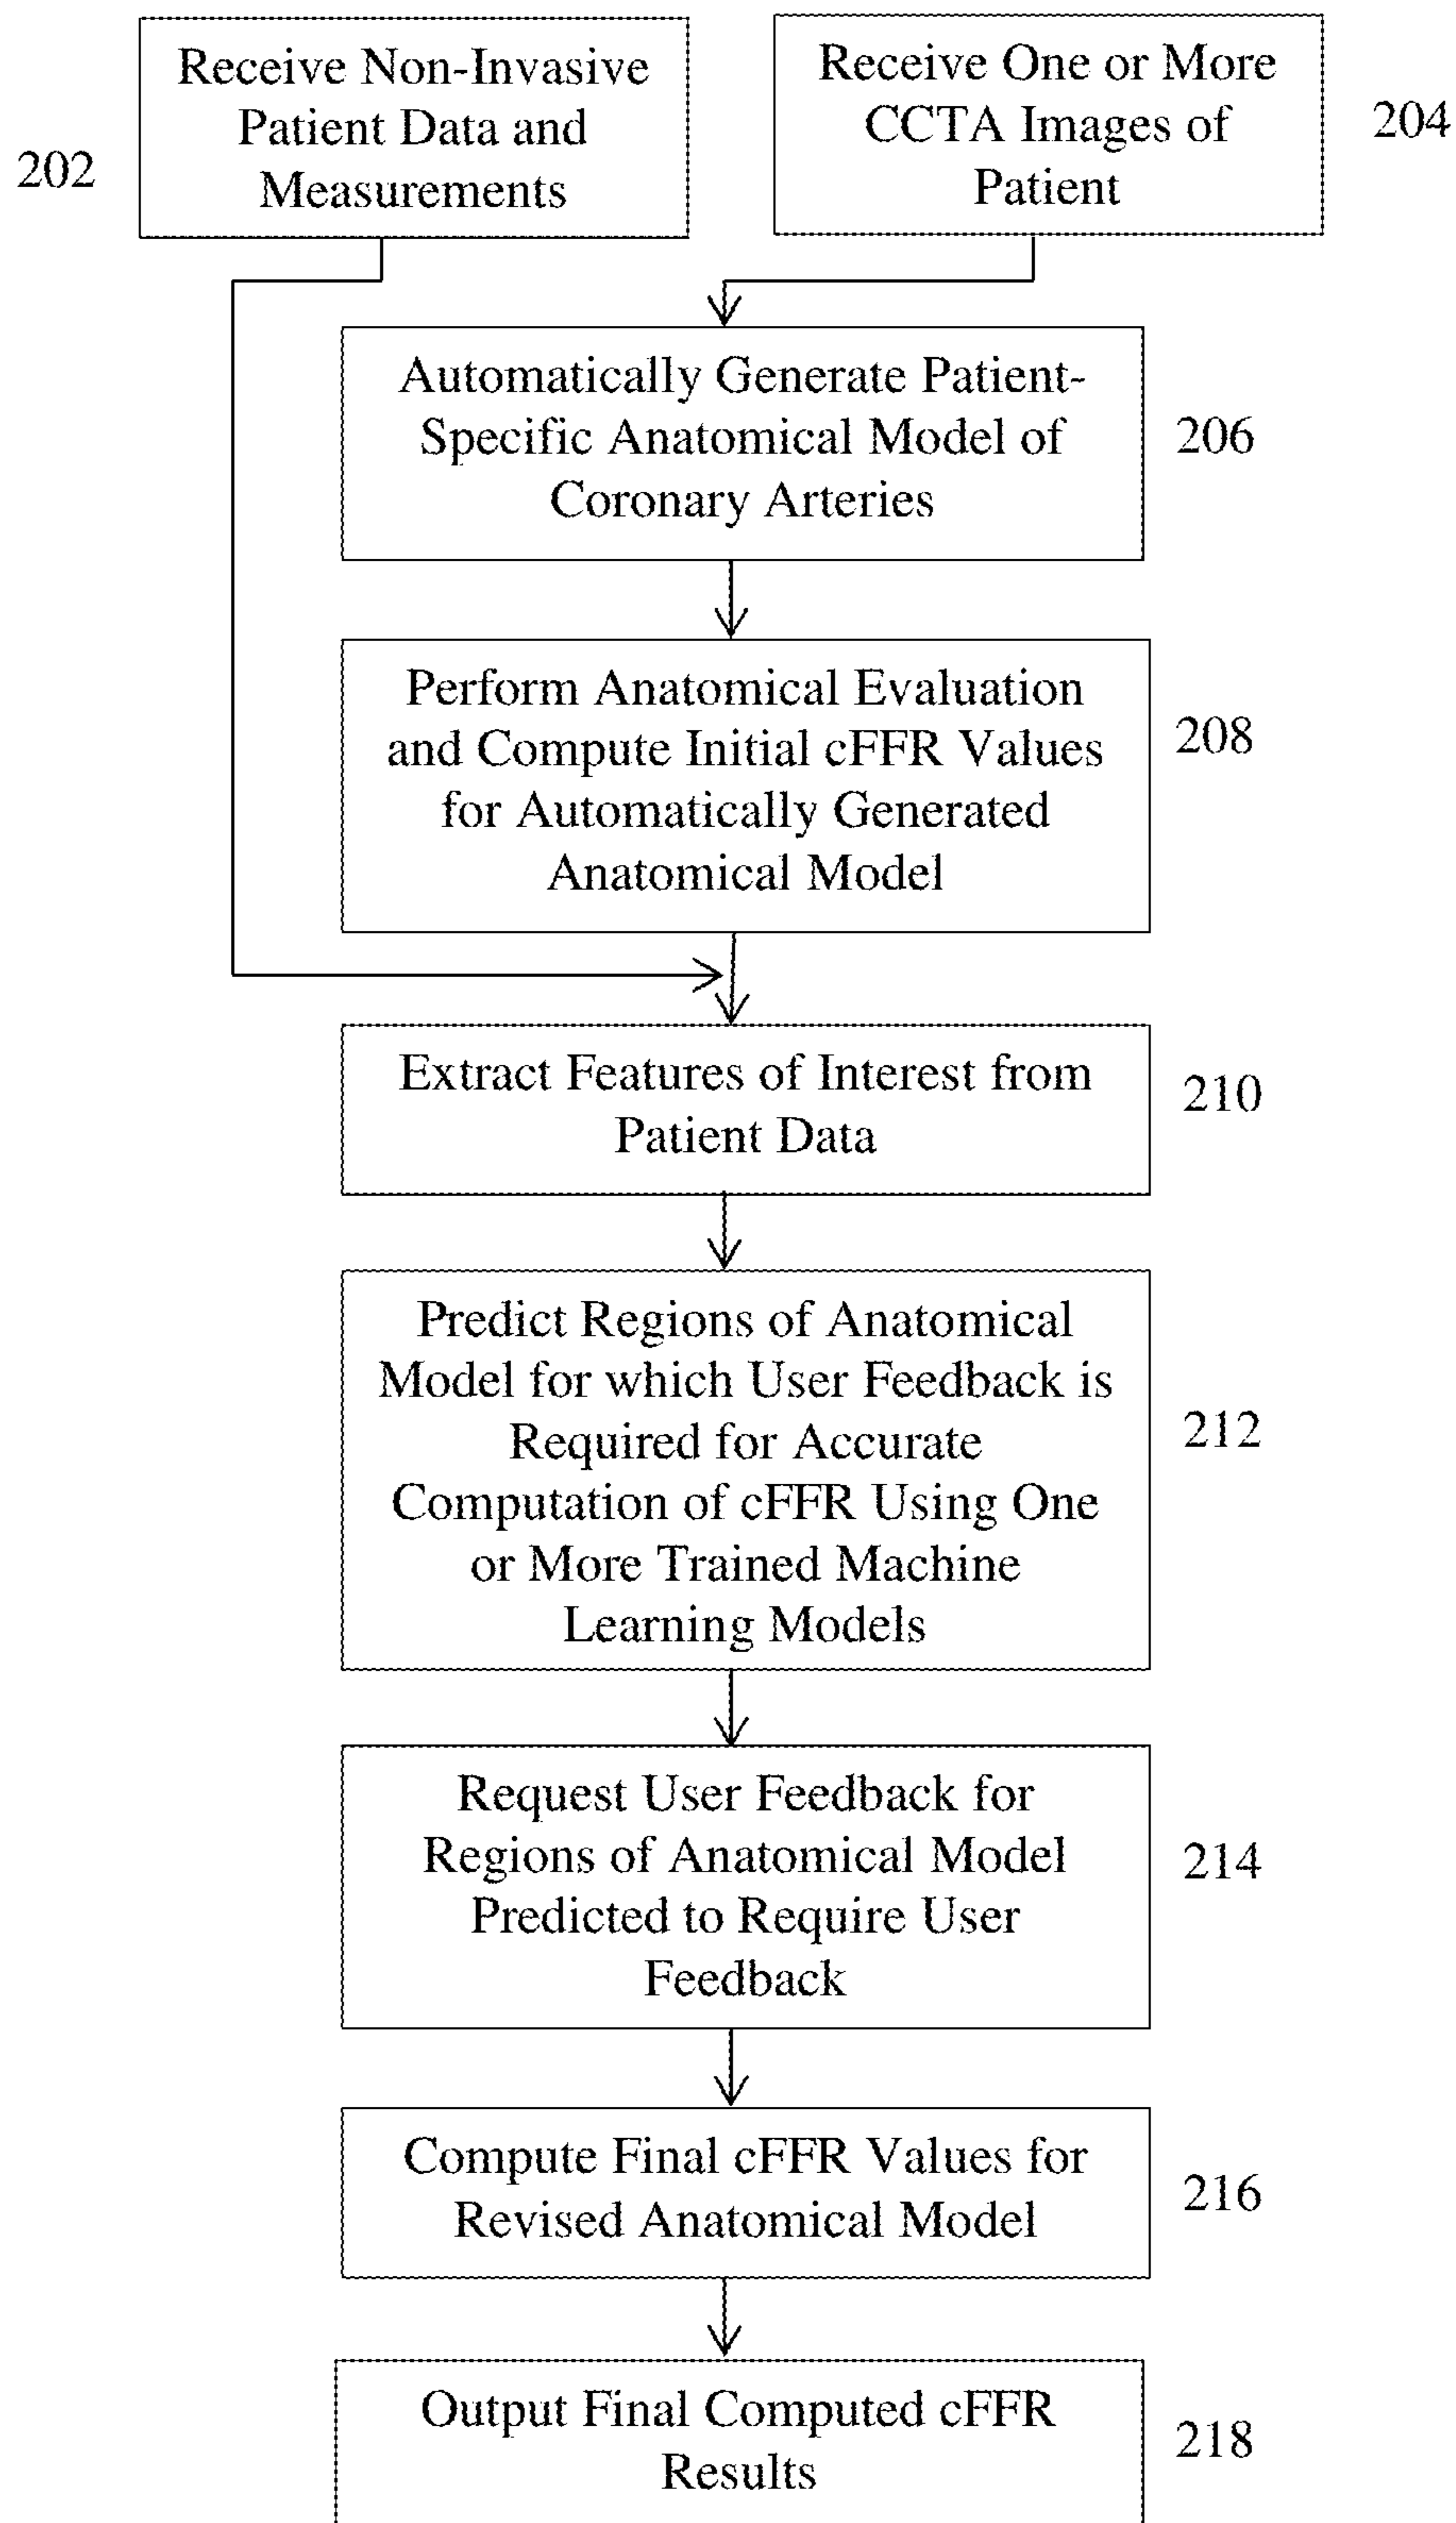 Receive Non-Invasive
Patient Data and
Measurements
202
Receive One or More
CCTA Images of
Patient
204
Automatically Generate Patient-
Specific Anatomical Model of
Coronary Arteries
206
Perform Anatomical Evaluation
and Compute Initial cFFR Values
for Automatically Generated
Anatomical Model
208
Extract Features of Interest from
Patient Data
210
Predict Regions of Anatomical
Model for which User Feedback is
Required for Accurate
Computation of cFFR Using One
or More Trained Machine
Learning Models
212
Request User Feedback for
Regions of Anatomical Model
Predicted to Require User
Feedback
214
Compute Final cFFR Values for
Revised Anatomical Model
216
Output Final Computed cFFR
Results
218